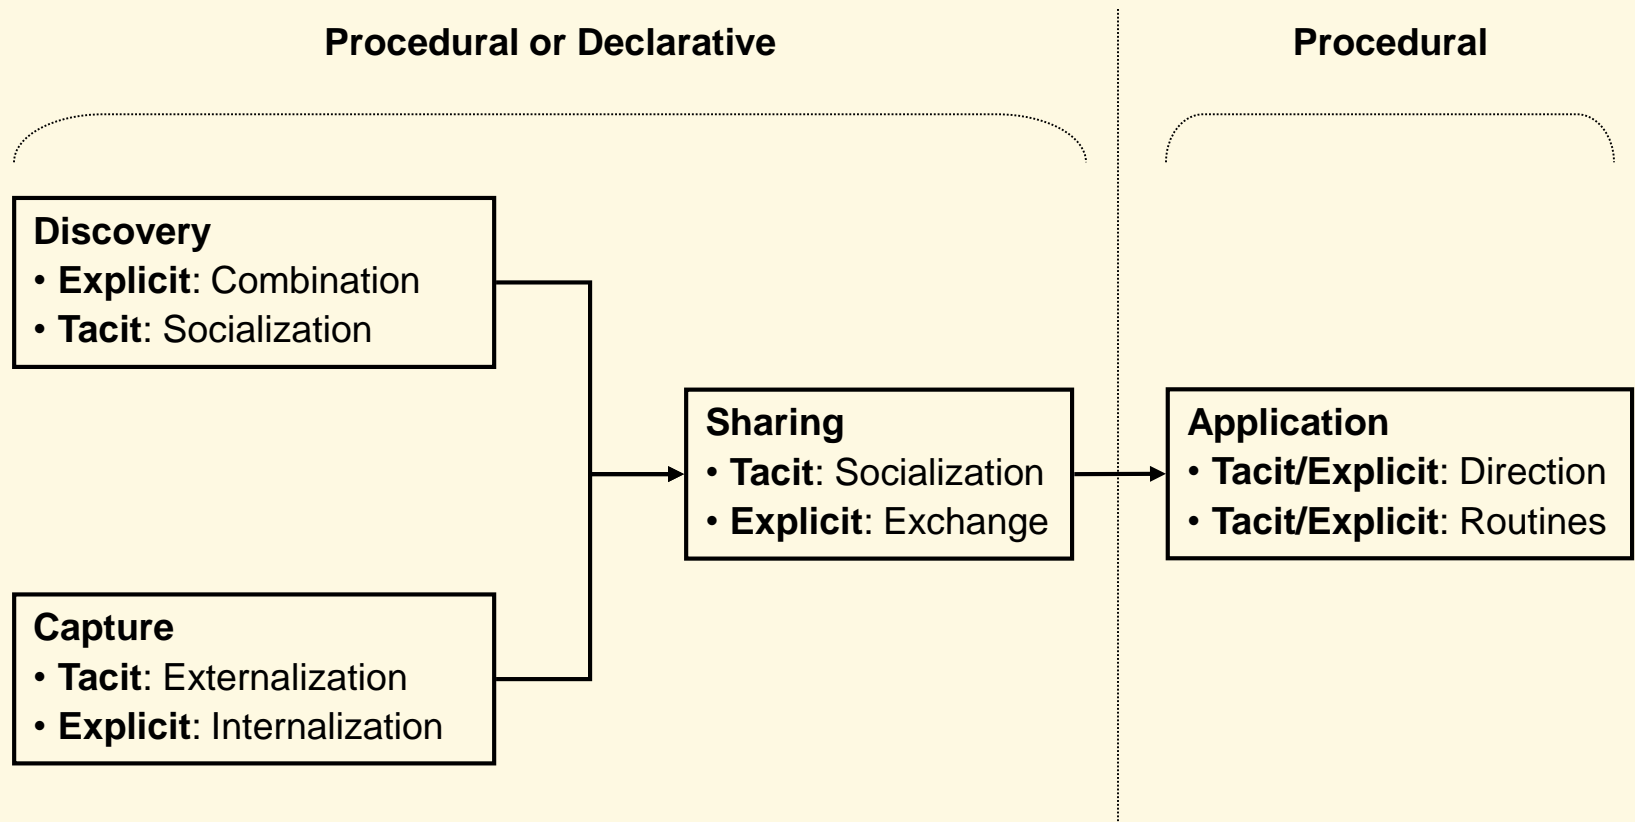 Procedural or Declarative
Procedural
Discovery
• Explicit: Combination
• Tacit: Socialization
Sharing
• Tacit: Socialization
• Explicit: Exchange
Application
• Tacit/Explicit: Direction
• Tacit/Explicit: Routines
Capture
• Tacit: Externalization
• Explicit: Internalization